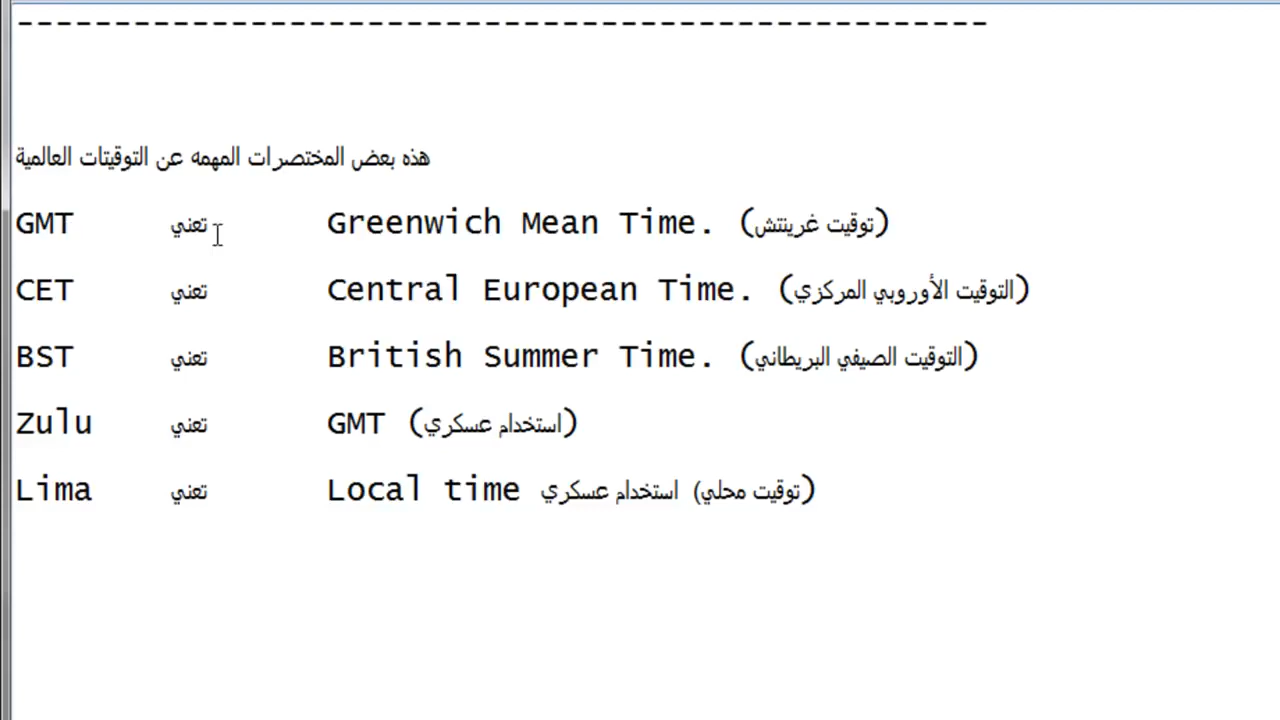 --------------------------------------------------
هذه بعض المختصرات المهمه عن التوقيتات العالمية
GMT تعني Greenwich Mean Time. (توقيت غرينتش)
CET تعني Central European Time. (التوقيت الأوروبي المركزي)
BST تعني British Summer Time. (التوقيت الصيفي البريطاني)
Zulu تعني GMT (استخدام عسكري)
Lima تعني Local time استخدام عسكري (توقيت محلي)